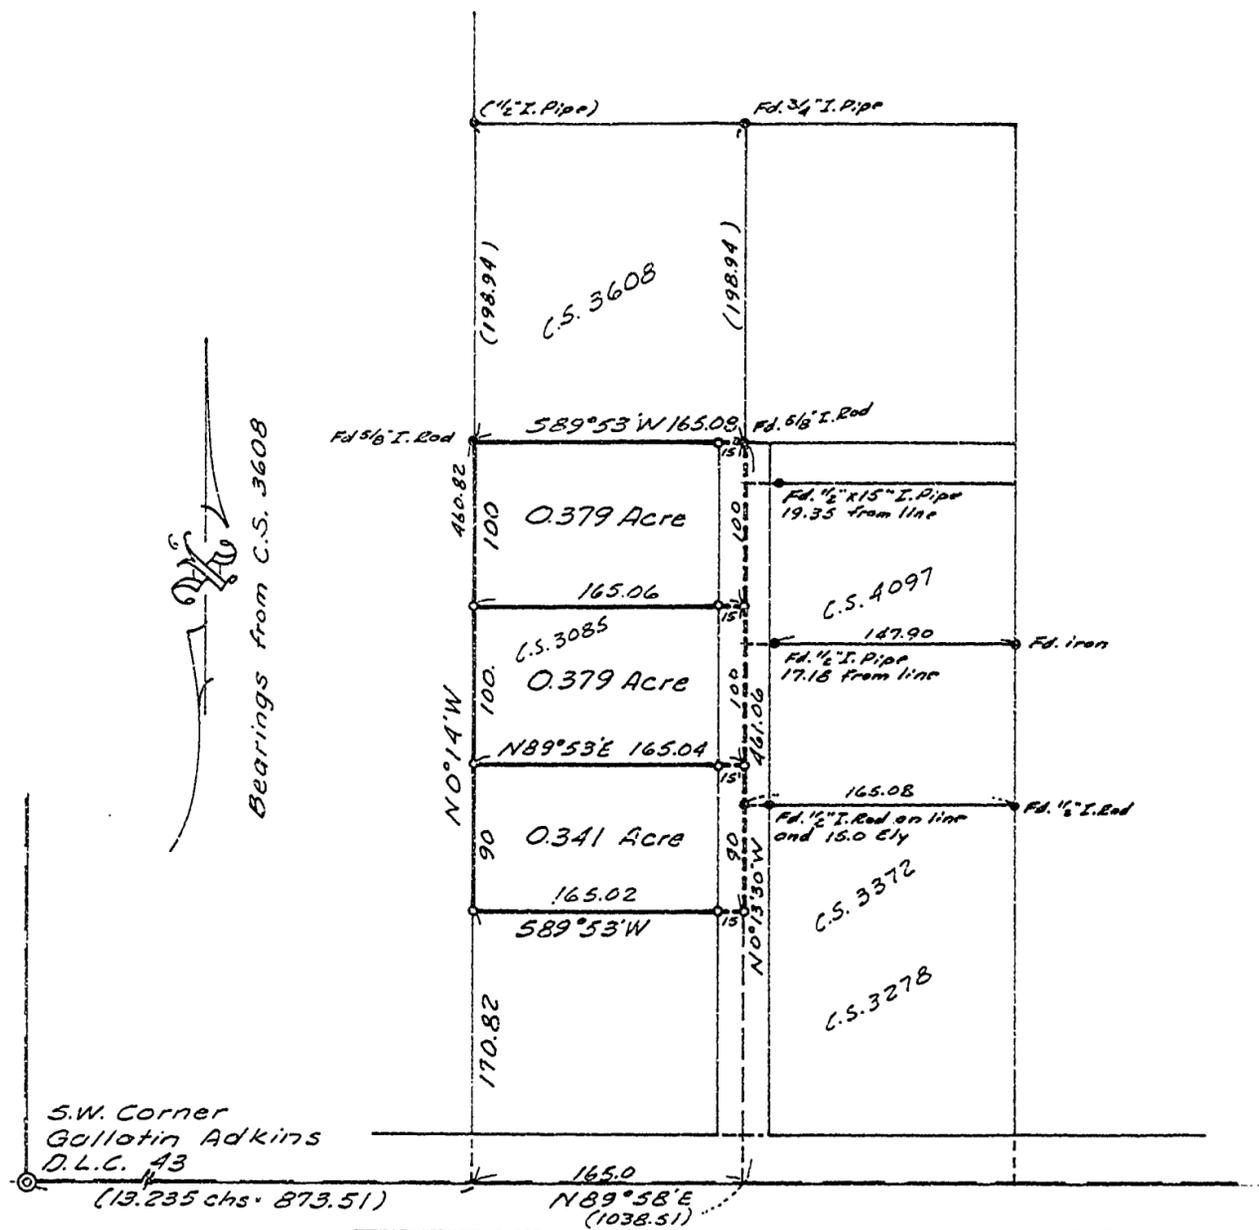 (1/2" I. Pipe)
Fd. 3/4" I. Pipe
(198.94)
(198.94)
C.S. 3608
Fd 5/8" I. Rod
S89°53'W 165.08
Fd. 5/8" I. Rod
15'
Bearings from C.S. 3608
460.82
100
0.379 Acre
100
Fd. 1/2" x 15" I. Pipe
19.35 from line
165.06
15'
C.S. 4097
C.S. 3085
147.90
Fd. iron
Fd. 1/2" I. Pipe
17.18 from line
100.
0.379 Acre
100
461.06
N0°14'W
N89°53'E 165.04
15'
165.08
Fd. 1/2" I. Rod
Fd. 1/2" I. Rod on line
and 15.0 Ely
90
0.341 Acre
90
165.02
S89°53'W
15
N0°13'30"W
C.S. 3372
C.S. 3278
170.82
S.W. Corner
Gallatin Adkins
D.L.C. 43
(13.235 chs. 873.51)
165.0
N89°58'E
(1038.51)